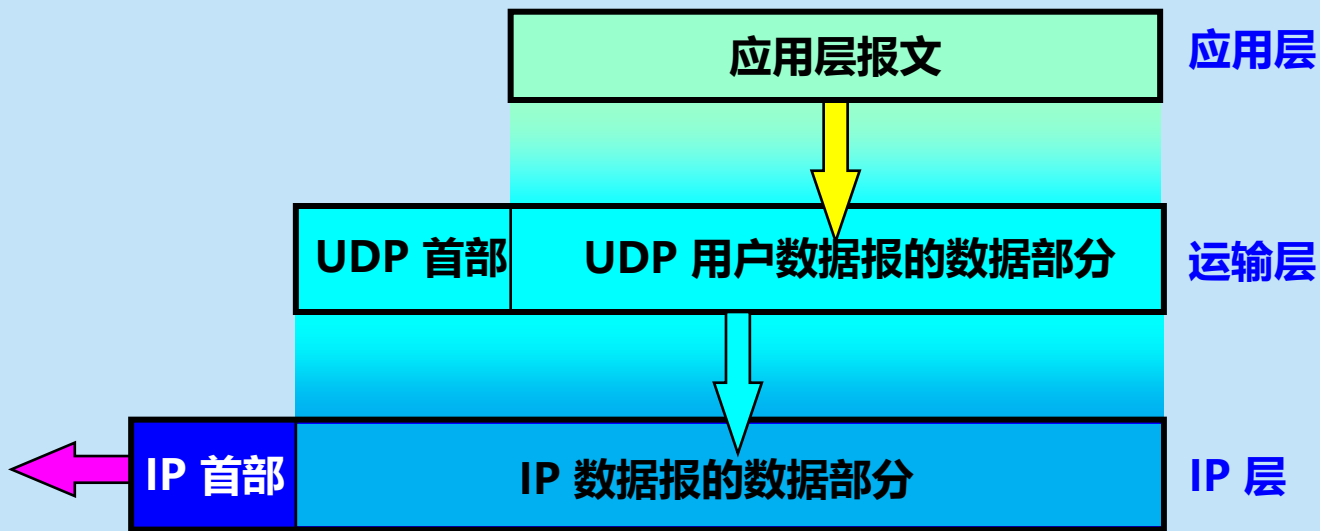 应用层报文
应用层
UDP 首部
UDP 用户数据报的数据部分
运输层
IP 首部
IP 数据报的数据部分
IP 层